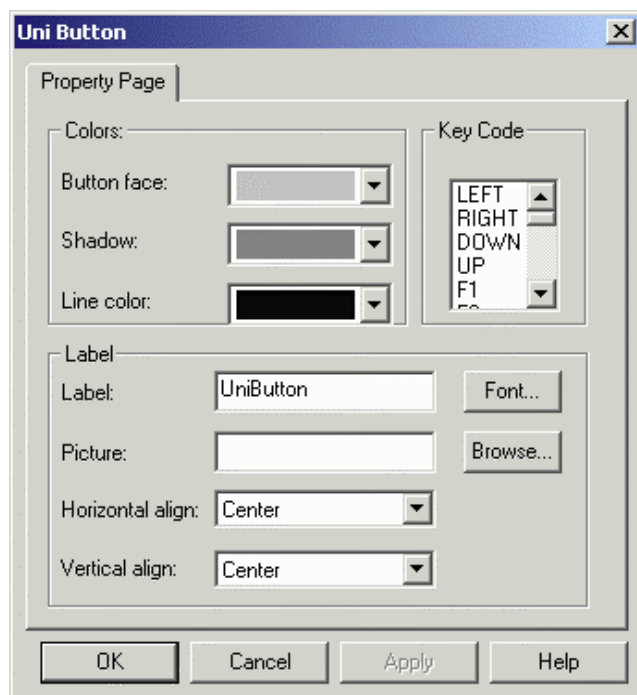 Uni Button
Property Page
Colors:
Button face:
Shadow:
Line color:
Key Code
LEFT
RIGHT
DOWN
UP
F1
Label
Label: UniButton Font...
Picture: Browse...
Horizontal align: Center
Vertical align: Center
OK Cancel Apply Help